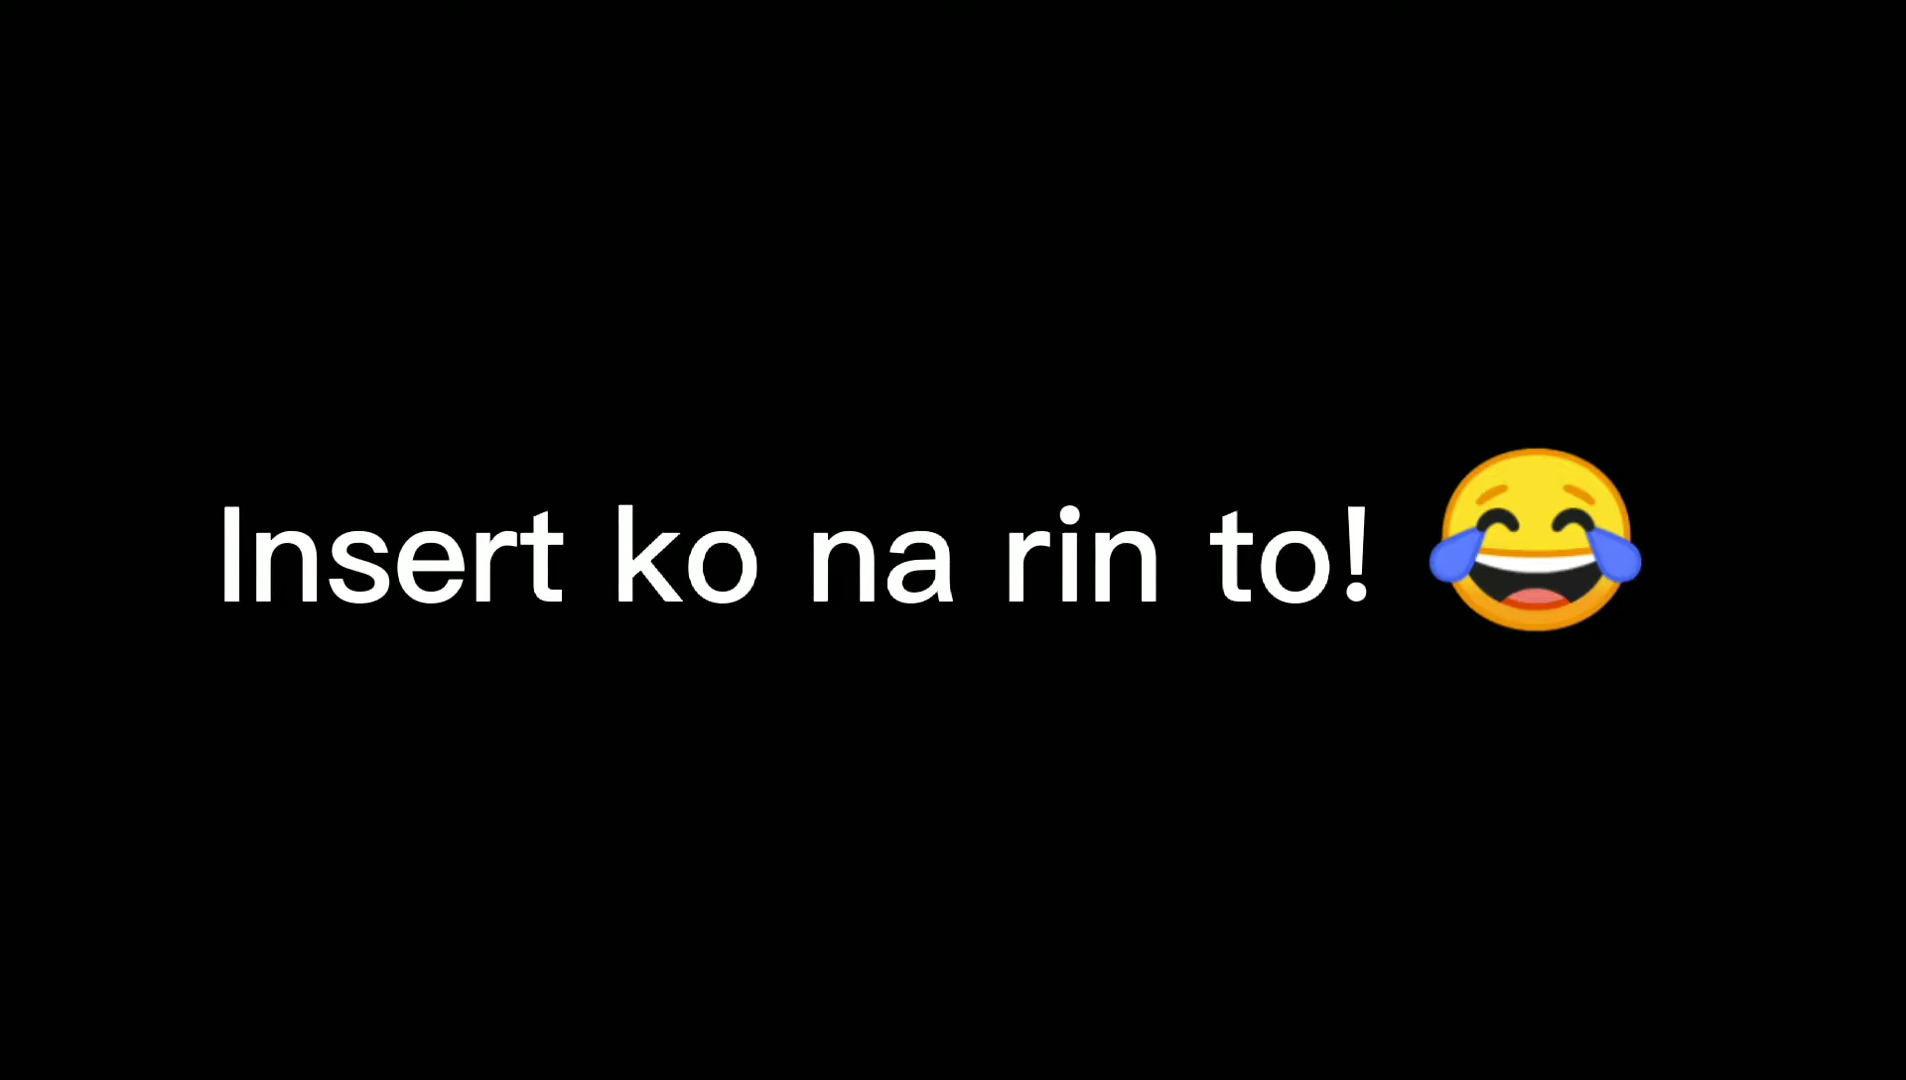 Insert ko na rin to! 😂